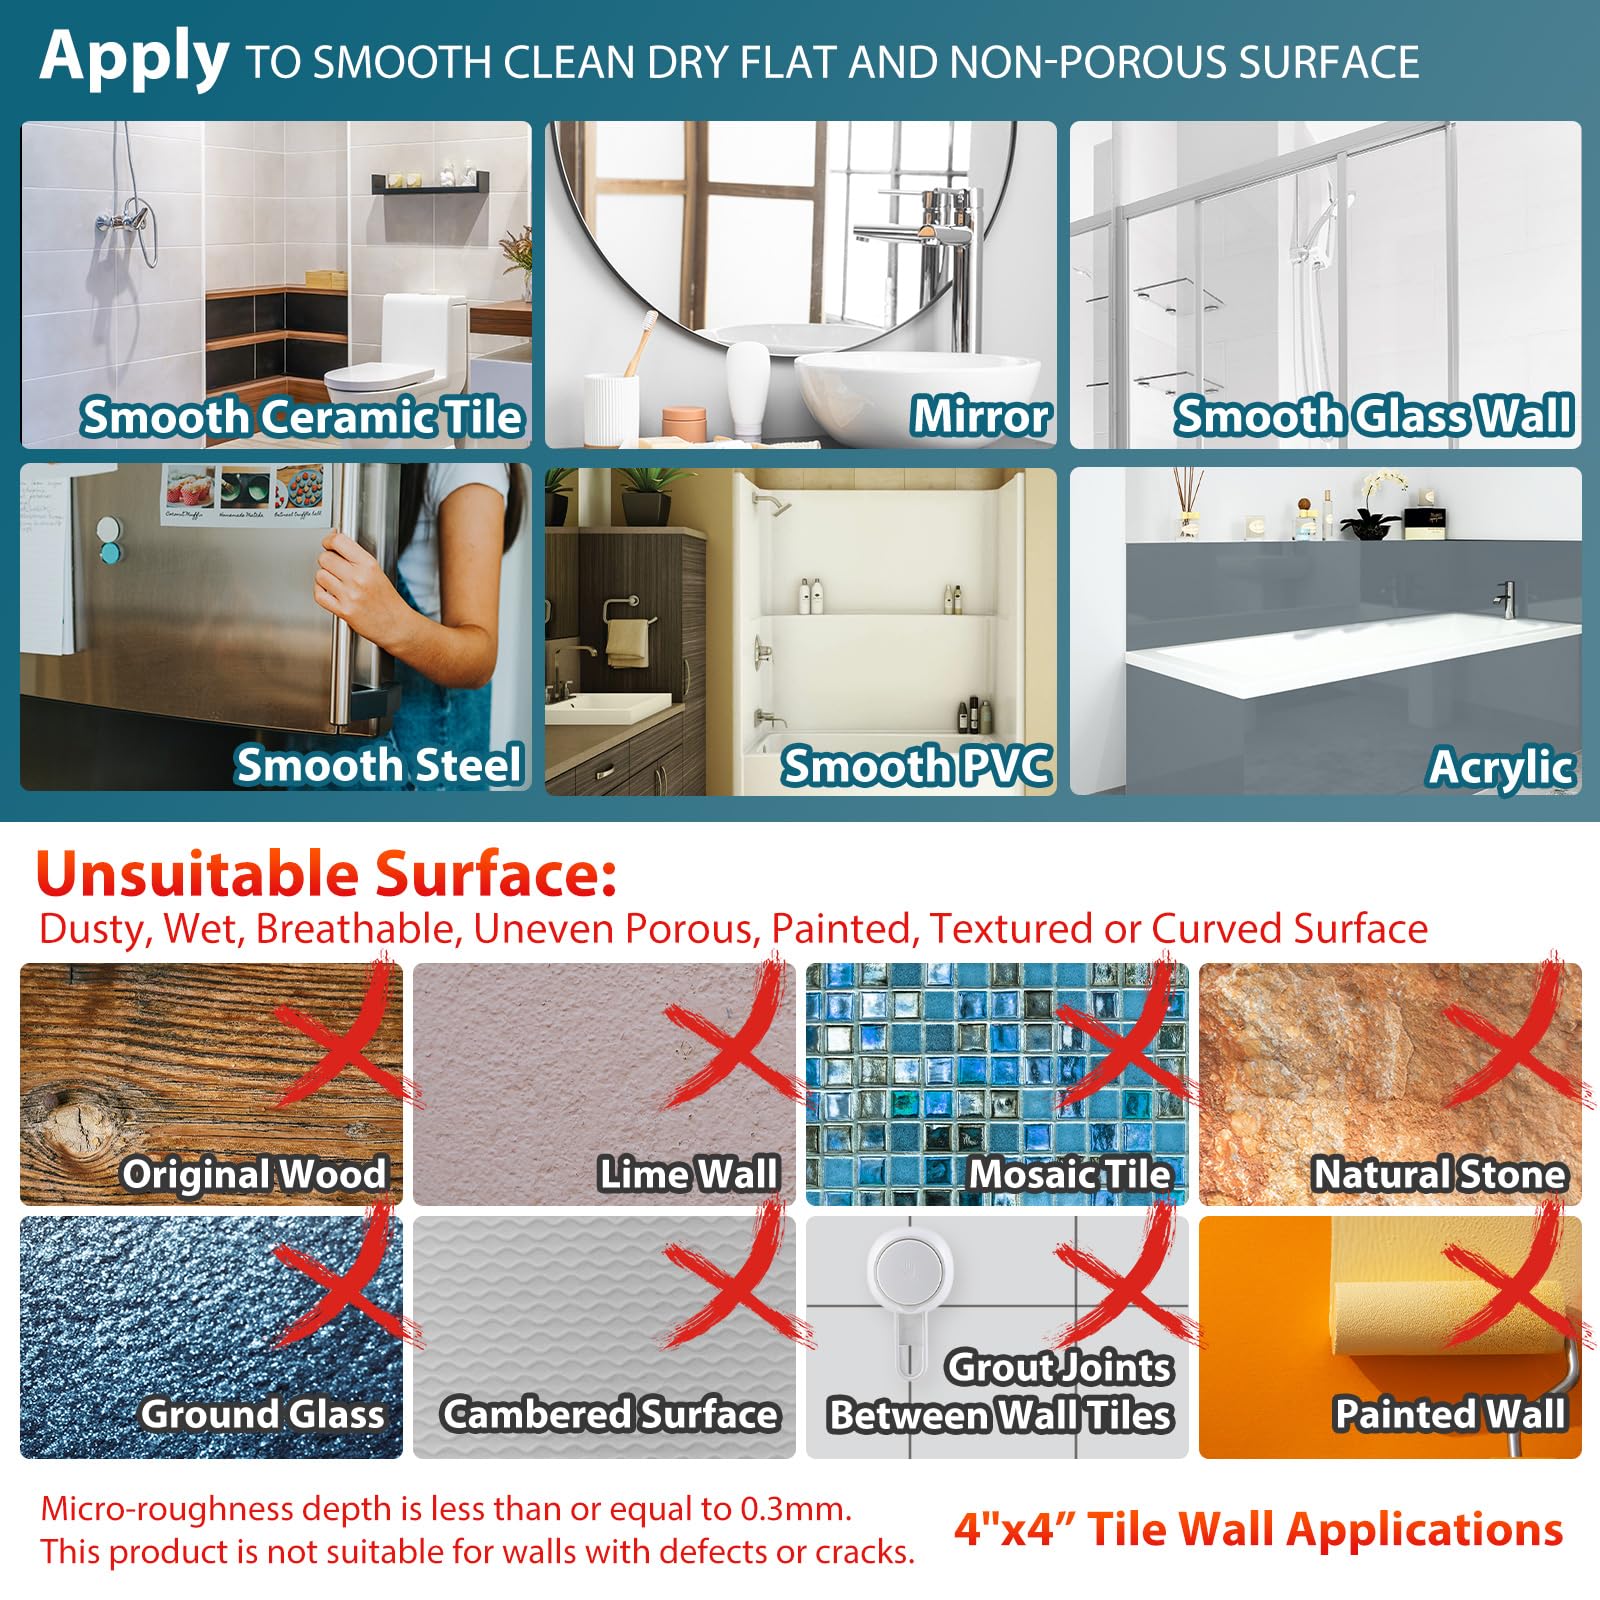 Apply TO SMOOTH CLEAN DRY FLAT AND NON-POROUS SURFACE
Smooth Ceramic Tile
Mirror
Smooth Glass Wall
Smooth Steel
Smooth PVC
Acrylic
Unsuitable Surface:
Dusty, Wet, Breathable, Uneven Porous, Painted, Textured or Curved Surface
Original Wood
Lime Wall
Mosaic Tile
Natural Stone
Ground Glass
Cambered Surface
Grout Joints
Between Wall Tiles
Painted Wall
Micro-roughness depth is less than or equal to 0.3mm.
This product is not suitable for walls with defects or cracks.
4"x4” Tile Wall Applications